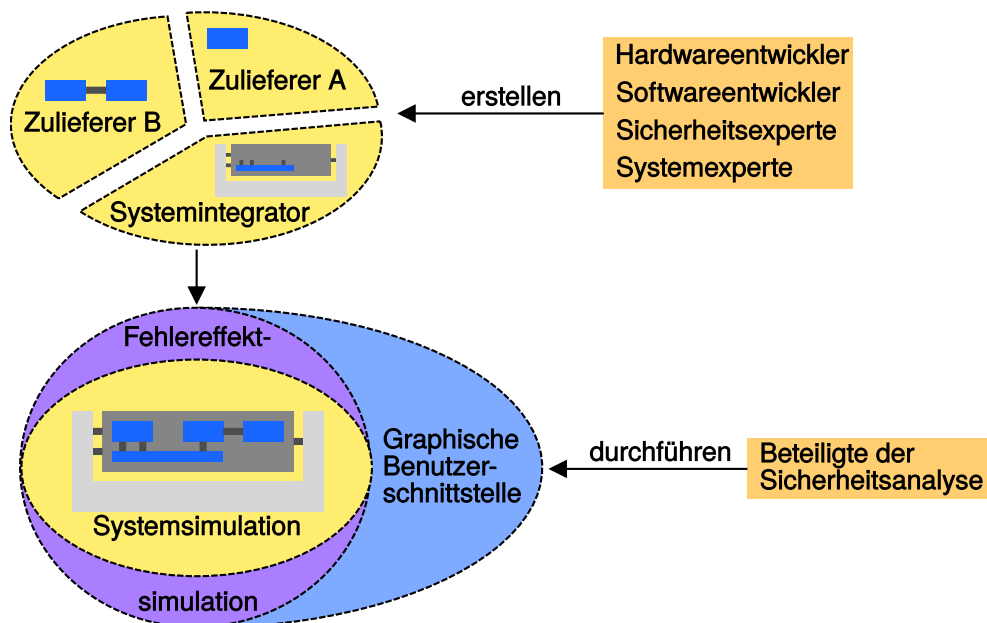 Zulieferer A
Zulieferer B
Systemintegrator
erstellen
Hardwareentwickler
Softwareentwickler
Sicherheitsexperte
Systemexperte
Fehlereffekt-
simulation
Systemsimulation
Graphische
Benutzer-
schnittstelle
durchführen
Beteiligte der
Sicherheitsanalyse